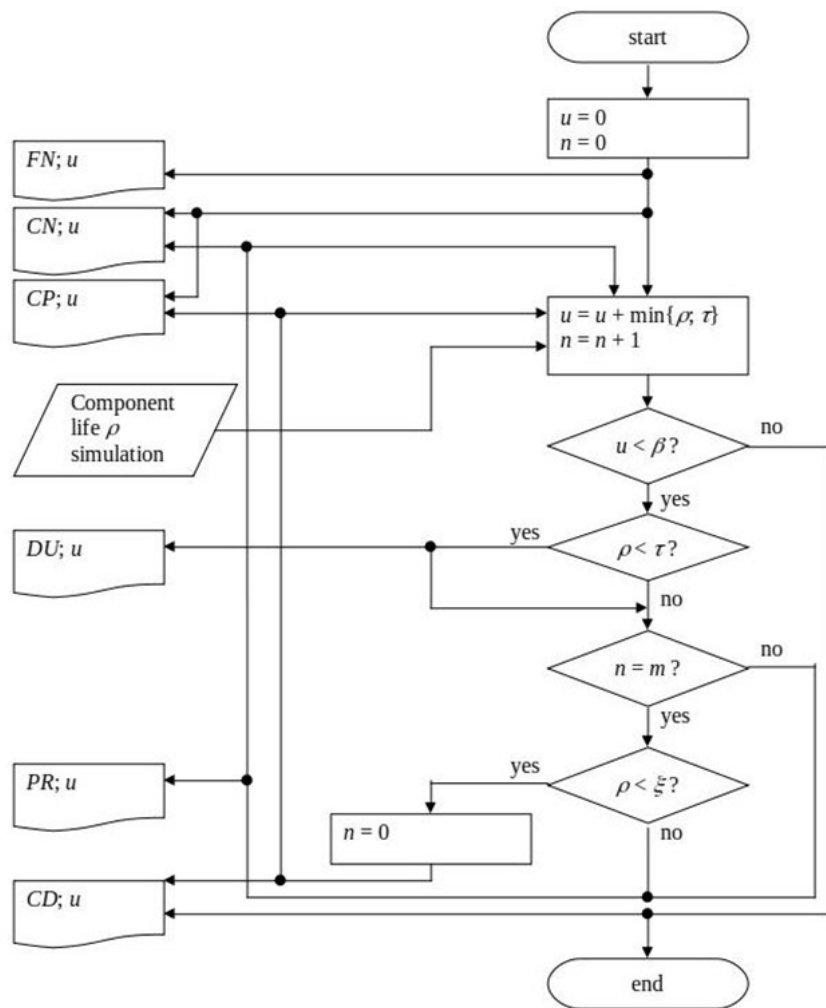 start
u = 0
n = 0
FN; u
CN; u
CP; u
u = u + min{ρ; τ}
n = n + 1
Component
life ρ
simulation
no
u < β ?
yes
DU; u
yes
ρ < τ ?
no
no
n = m ?
yes
PR; u
yes
ρ < ξ ?
n = 0
no
CD; u
end